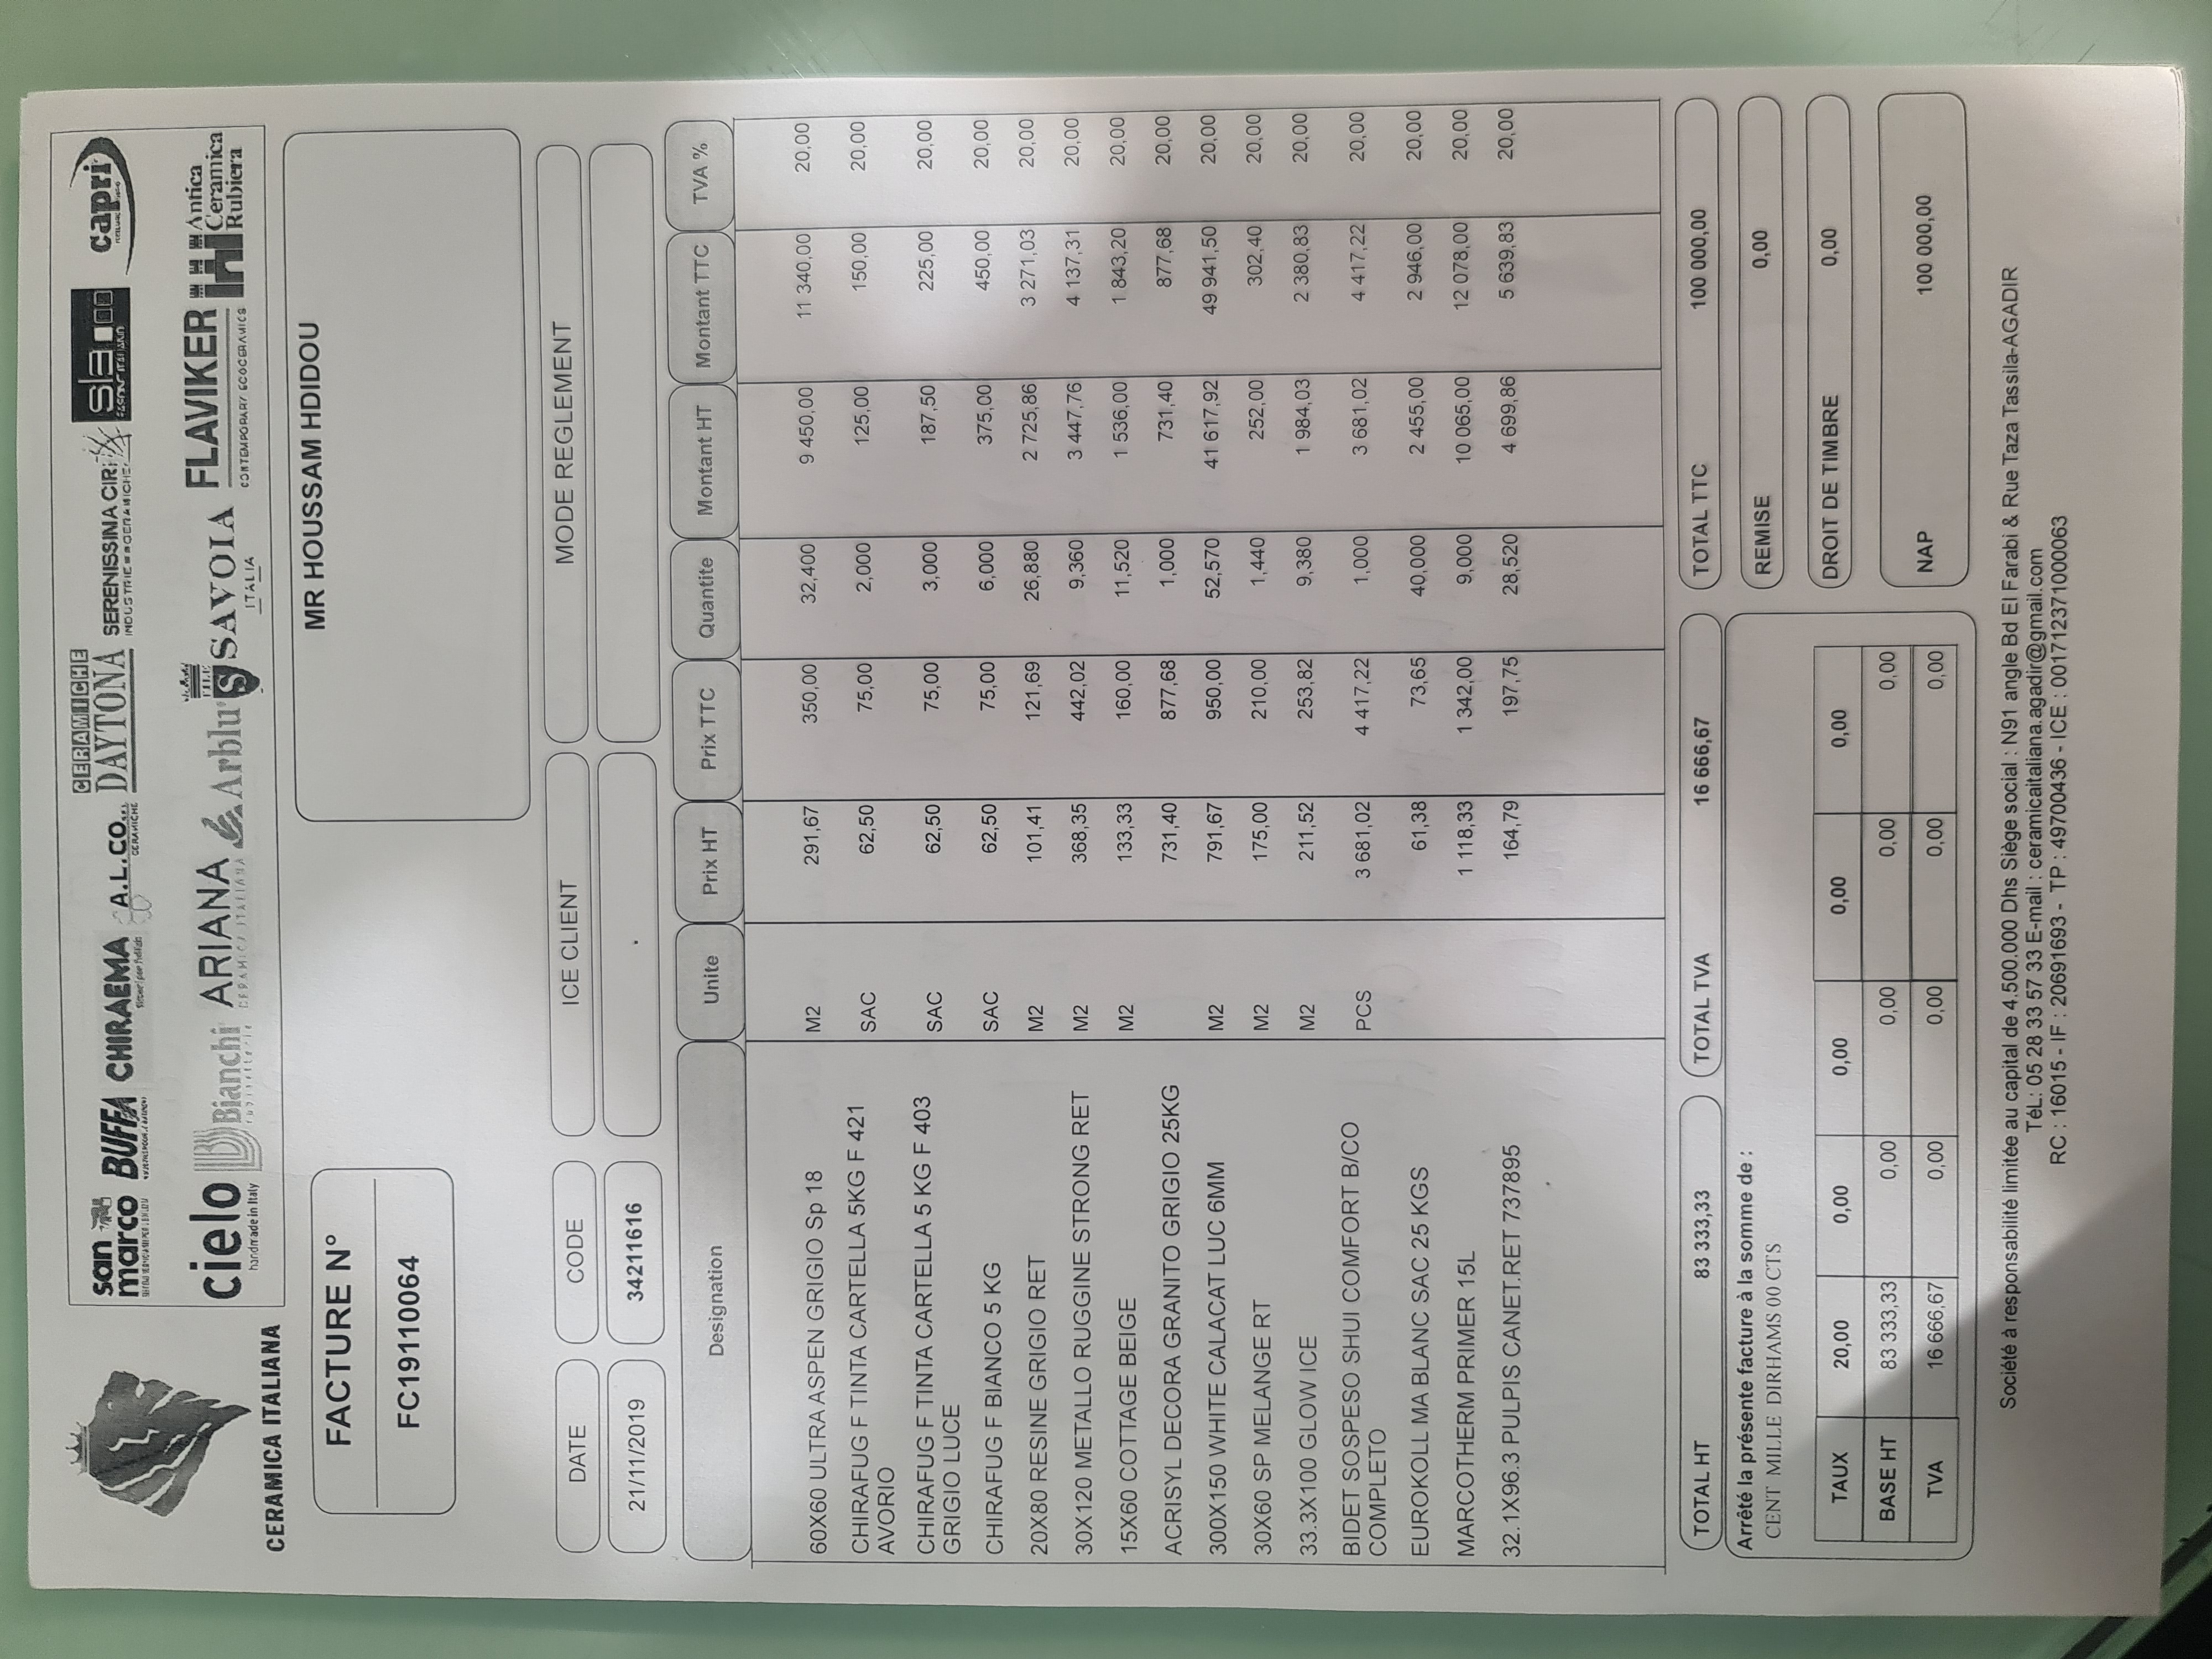 san marco
BUFFA
CHIRAEMA
A.L.CO...
CERAMICHE
CERAMICHE DAYTONA
SERENISSINA CIR
capri
CERAMICA ITALIANA
cielo
handmade in Italy
Bianchi
rubinetterie
ARIANA
CERAMICA ITALIANA
Arblu
SAVOIA
ITALIA
FLAVIKER
CONTEMPORARY ECOCERAMICS
Antica
Ceramica
Rubiera
FACTURE N°
FC19110064
MR HOUSSAM HDIDOU
DATE CODE ICE CLIENT MODE REGLEMENT
21/11/2019 34211616 .
Designation Unite Prix HT Prix TTC Quantite Montant HT Montant TTC TVA %
60X60 ULTRA ASPEN GRIGIO Sp 18 M2 291,67 350,00 32,400 9 450,00 11 340,00 20,00
CHIRAFUG F TINTA CARTELLA 5KG F 421
AVORIO SAC 62,50 75,00 2,000 125,00 150,00 20,00
CHIRAFUG F TINTA CARTELLA 5 KG F 403
GRIGIO LUCE SAC 62,50 75,00 3,000 187,50 225,00 20,00
CHIRAFUG F BIANCO 5 KG SAC 62,50 75,00 6,000 375,00 450,00 20,00
20X80 RESINE GRIGIO RET M2 101,41 121,69 26,880 2 725,86 3 271,03 20,00
30X120 METALLO RUGGINE STRONG RET M2 368,35 442,02 9,360 3 447,76 4 137,31 20,00
15X60 COTTAGE BEIGE M2 133,33 160,00 11,520 1 536,00 1 843,20 20,00
ACRISYL DECORA GRANITO GRIGIO 25KG 731,40 877,68 1,000 731,40 877,68 20,00
300X150 WHITE CALACAT LUC 6MM M2 791,67 950,00 52,570 41 617,92 49 941,50 20,00
30X60 SP MELANGE RT M2 175,00 210,00 1,440 252,00 302,40 20,00
33.3X100 GLOW ICE M2 211,52 253,82 9,380 1 984,03 2 380,83 20,00
BIDET SOSPESO SHUI COMFORT B/CO
COMPLETO PCS 3 681,02 4 417,22 1,000 3 681,02 4 417,22 20,00
EUROKOLL MA BLANC SAC 25 KGS 61,38 73,65 40,000 2 455,00 2 946,00 20,00
MARCOTHERM PRIMER 15L 1 118,33 1 342,00 9,000 10 065,00 12 078,00 20,00
32.1X96.3 PULPIS CANET.RET 737895 164,79 197,75 28,520 4 699,86 5 639,83 20,00
TOTAL HT 83 333,33 TOTAL TVA 16 666,67 TOTAL TTC 100 000,00
Arrêté la présente facture à la somme de :
CENT MILLE DIRHAMS 00 CTS
REMISE 0,00
DROIT DE TIMBRE 0,00
NAP 100 000,00
TAUX 20,00 0,00 0,00 0,00 0,00
BASE HT 83 333,33 0,00 0,00 0,00 0,00
TVA 16 666,67 0,00 0,00 0,00 0,00
Société à responsabilité limitée au capital de 4.500.000 Dhs Siège social : N91 angle Bd El Farabi & Rue Taza Tassila-AGADIR
TéL: 05 28 33 57 33 E-mail : ceramicaitaliana.agadir@gmail.com
RC : 16015 - IF : 20691693 - TP : 49700436 - ICE : 001712371000063